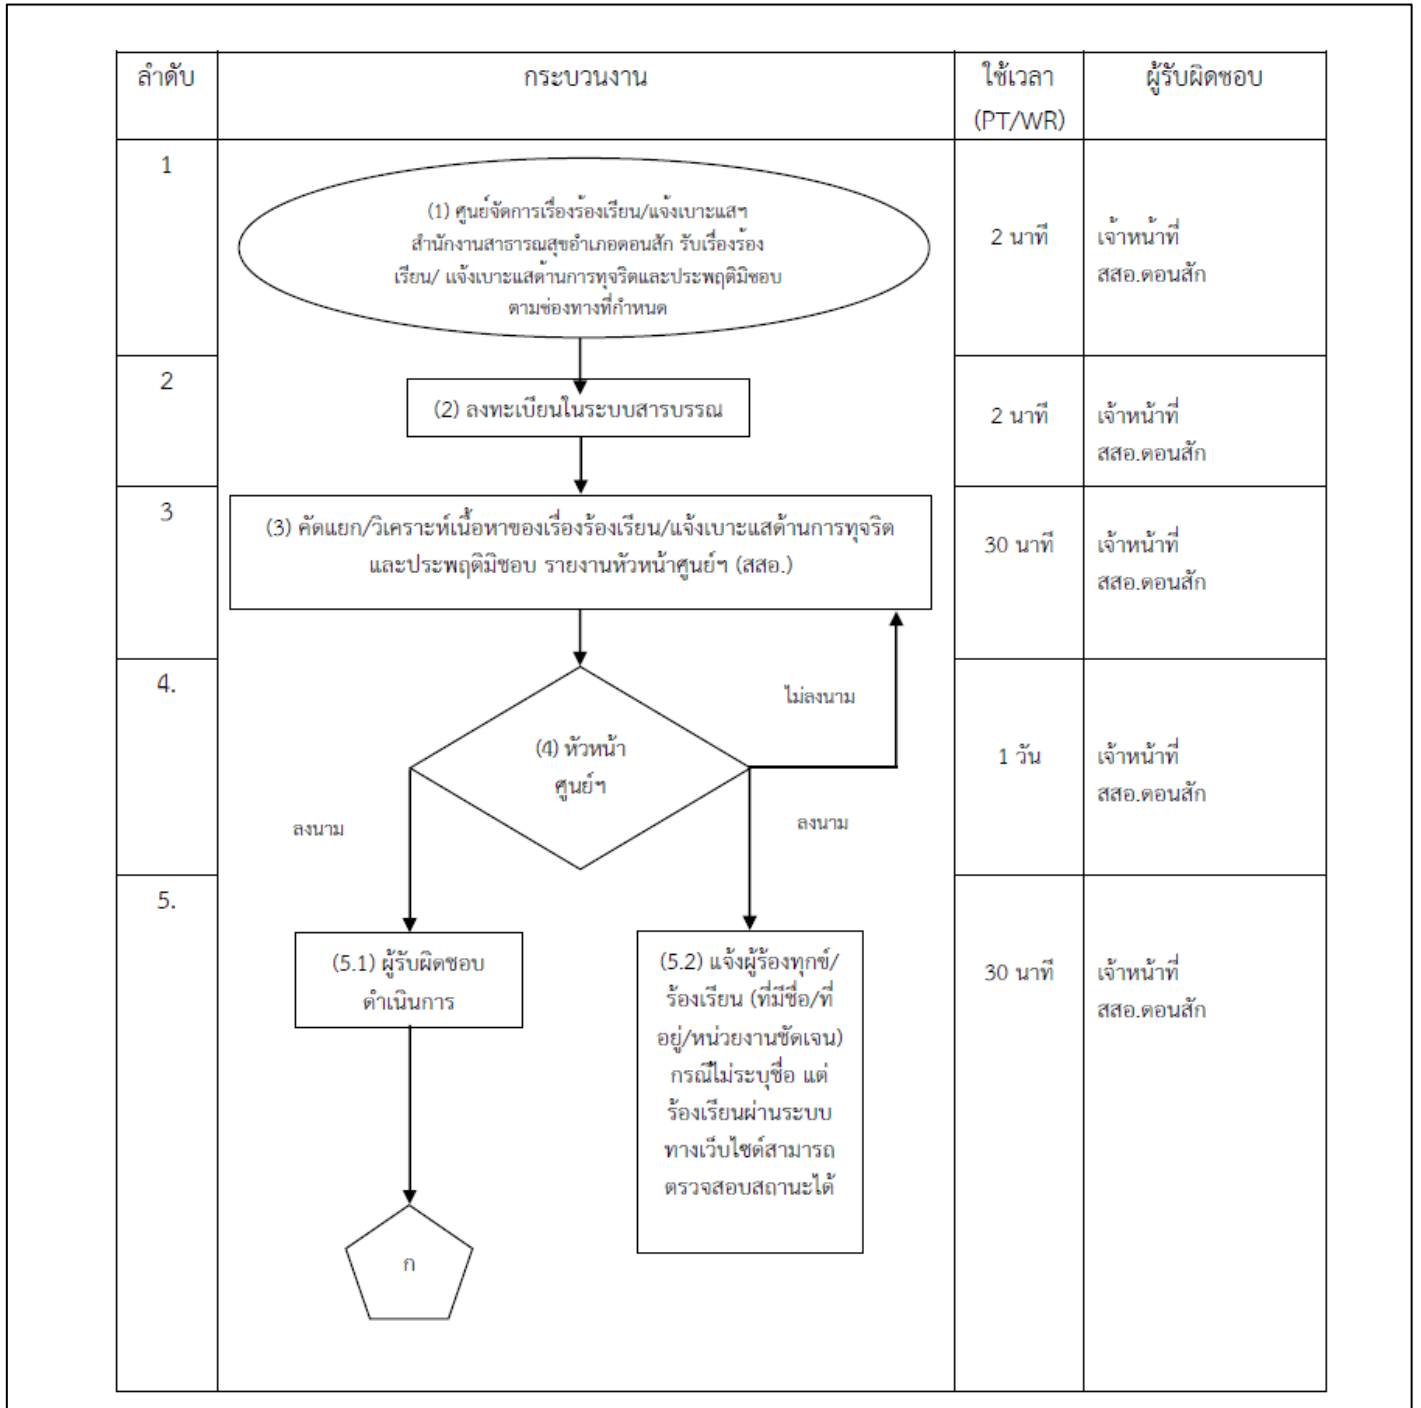 ลำดับ
กระบวนงาน
ใช้เวลา
(PT/WR)
ผู้รับผิดชอบ
1
(1) ศูนย์จัดการเรื่องร้องเรียน/แจ้งเบาะแสฯ
สำนักงานสาธารณสุขอำเภอดอนสัก รับเรื่องร้อง
เรียน/ แจ้งเบาะแสด้านการทุจริตและประพฤติมิชอบ
ตามช่องทางที่กำหนด
2 นาที
เจ้าหน้าที่
สสอ.ดอนสัก
2
(2) ลงทะเบียนในระบบสารบรรณ
2 นาที
เจ้าหน้าที่
สสอ.ดอนสัก
3
(3) คัดแยก/วิเคราะห์เนื้อหาของเรื่องร้องเรียน/แจ้งเบาะแสด้านการทุจริต
และประพฤติมิชอบ รายงานหัวหน้าศูนย์ฯ (สสอ.)
30 นาที
เจ้าหน้าที่
สสอ.ดอนสัก
4.
ไม่ลงนาม
(4) หัวหน้า
ศูนย์ฯ
ลงนาม
ลงนาม
1 วัน
เจ้าหน้าที่
สสอ.ดอนสัก
5.
(5.1) ผู้รับผิดชอบ
ดำเนินการ
(5.2) แจ้งผู้ร้องทุกข์/
ร้องเรียน (ที่มีชื่อ/ที่
อยู่/หน่วยงานชัดเจน)
กรณีไม่ระบุชื่อ แต่
ร้องเรียนผ่านระบบ
ทางเว็บไซต์สามารถ
ตรวจสอบสถานะได้
30 นาที
เจ้าหน้าที่
สสอ.ดอนสัก
ก